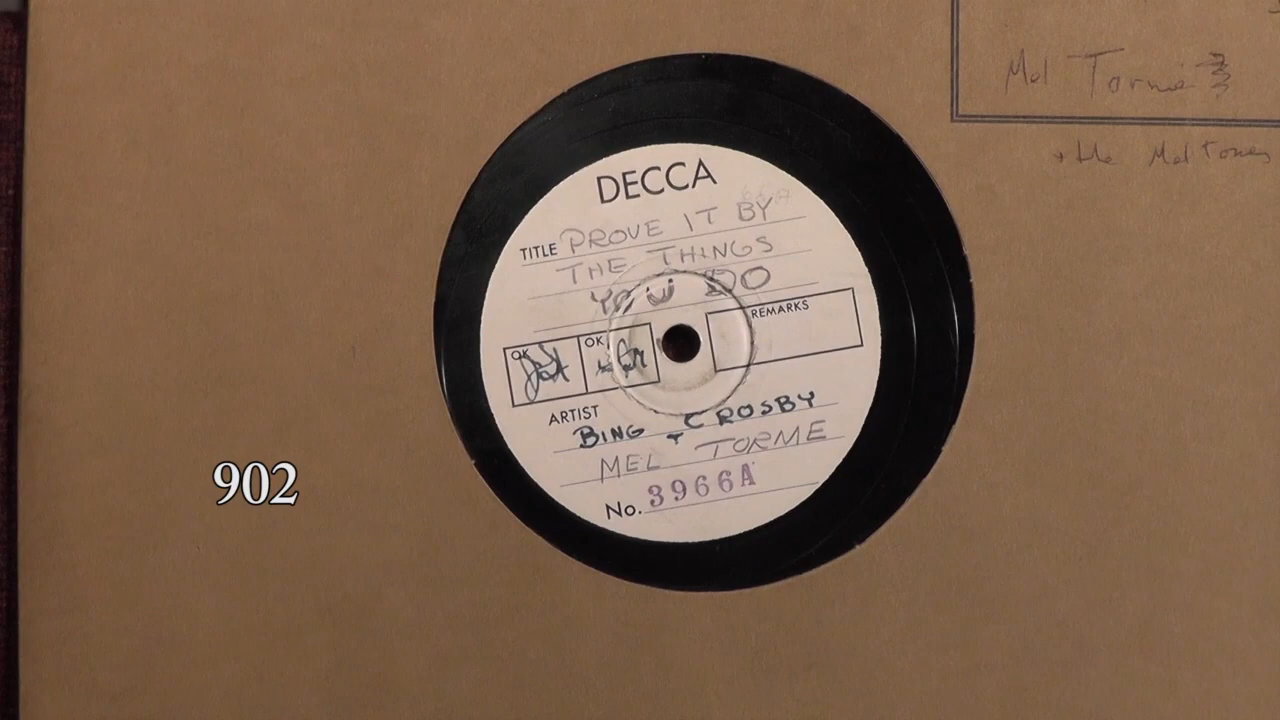 Mel Torme
+ the Mel Tones
DECCA
TITLE PROVE IT BY
THE THINGS
YOU DO
OK OK REMARKS
ARTIST
BING CROSBY
+
MEL TORME
No. 3966A
902